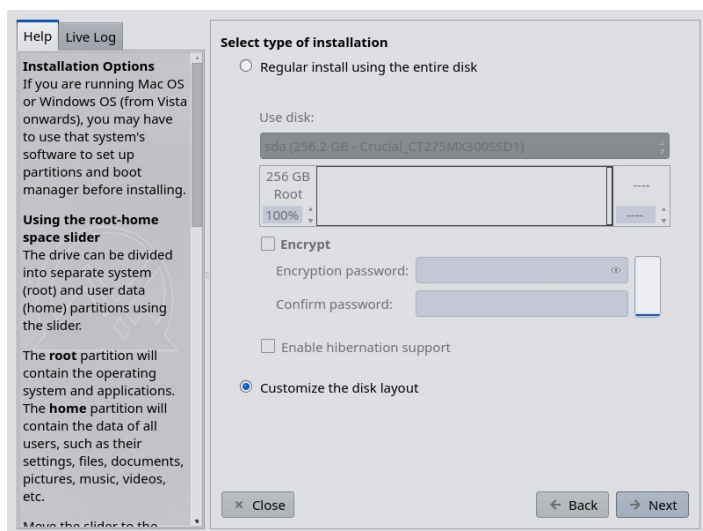 Help
Live Log
Installation Options
If you are running Mac OS
or Windows OS (from Vista
onwards), you may have
to use that system's
software to set up
partitions and boot
manager before installing.
Using the root-home
space slider
The drive can be divided
into separate system
(root) and user data
(home) partitions using
the slider.
The root partition will
contain the operating
system and applications.
The home partition will
contain the data of all
users, such as their
settings, files, documents,
pictures, music, videos,
etc.
Move the slider to the
Select type of installation
Regular install using the entire disk
Use disk:
sda (256.2 GB - Crucial_CT275MX300SSD1)
256 GB
Root
100%
----
----
Encrypt
Encryption password:
Confirm password:
Enable hibernation support
Customize the disk layout
Close
Back
Next